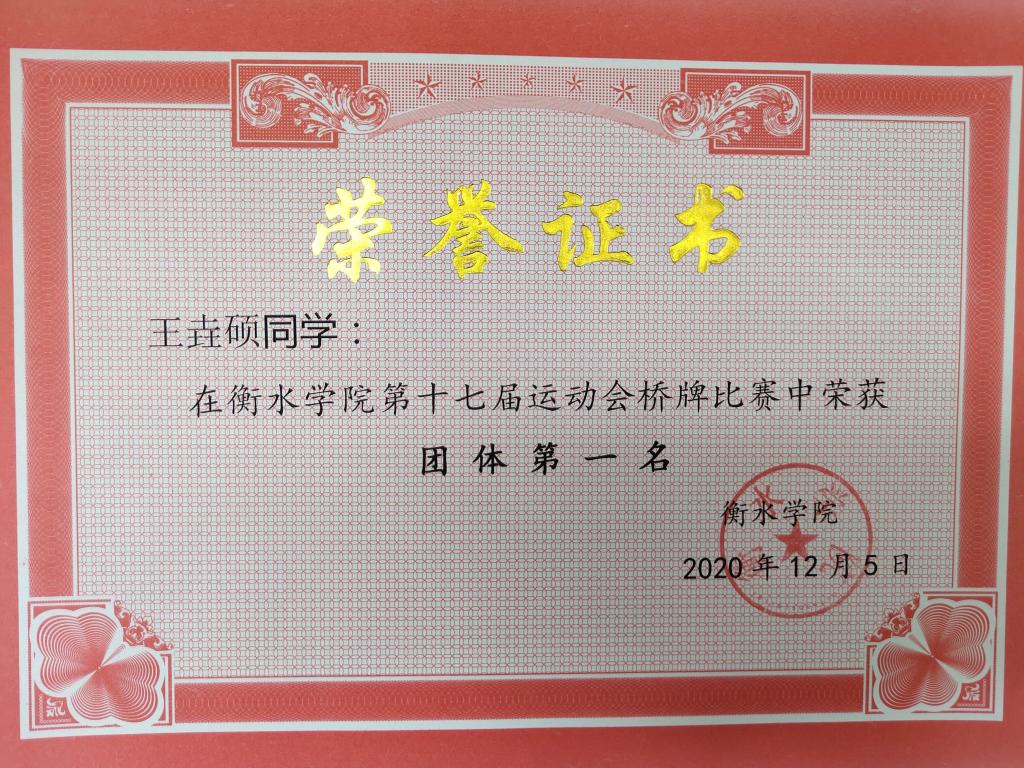 荣誉证书
王垚硕同学：
在衡水学院第十七届运动会桥牌比赛中荣获
团体第一名
衡水学院
2020年12月5日